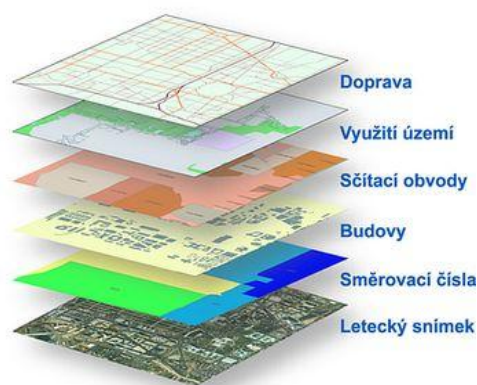 Doprava
Využití území
Sčítací obvody
Budovy
Směrovací čísla
Letecký snímek